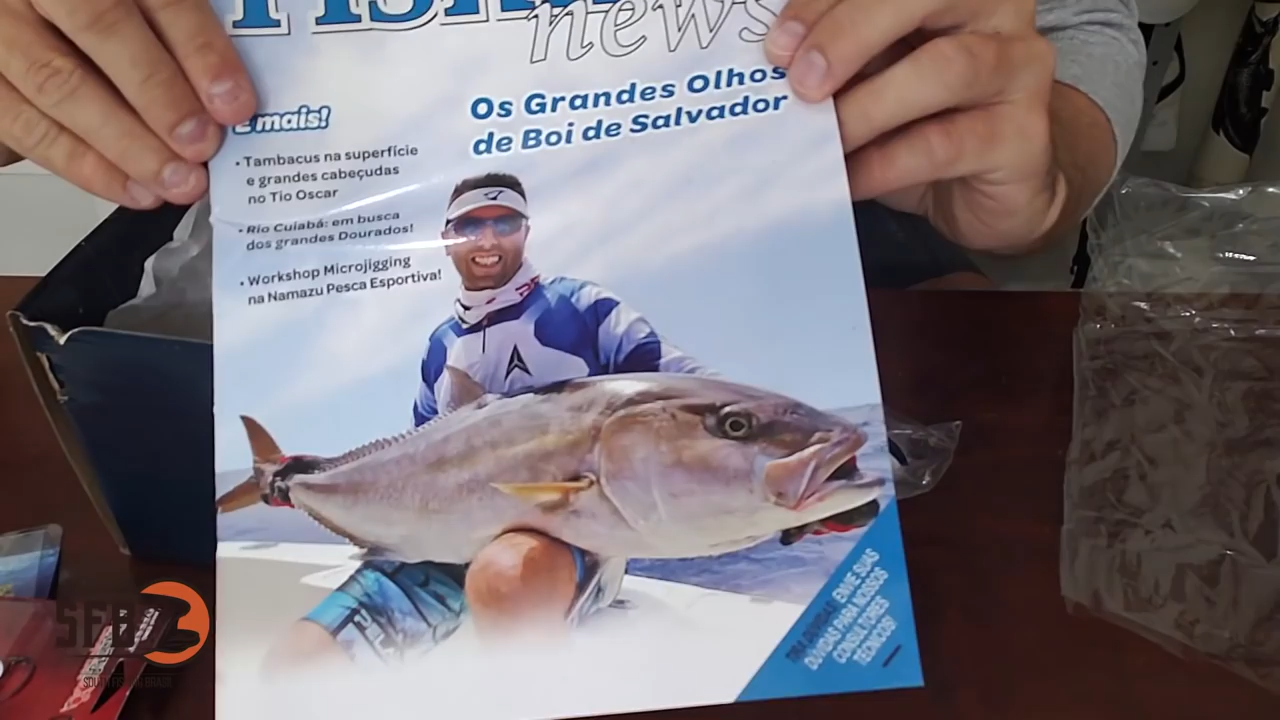 news
Os Grandes Olhos
de Boi de Salvador
E mais!
• Tambacus na superfície
e grandes cabeçudas
no Tio Oscar
• Rio Cuiabá: em busca
dos grandes Dourados!
• Workshop Microjigging
na Namazu Pesca Esportiva!
ENVIE SUAS
DÚVIDAS PARA NOSSOS
CONSULTORES
TÉCNICOS!